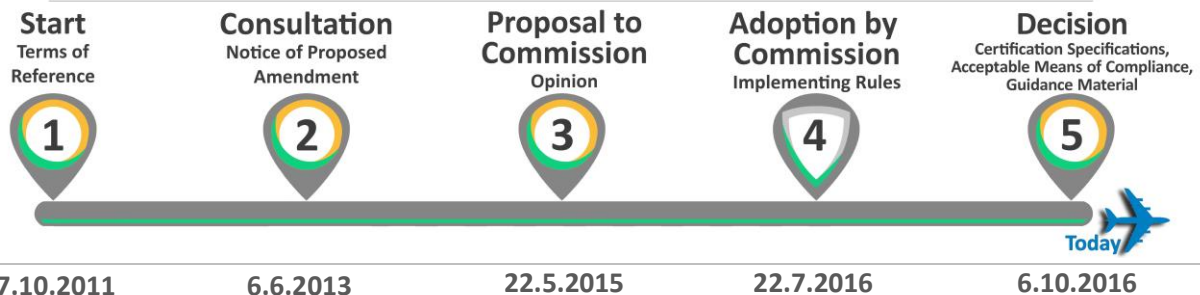 Start
Terms of
Reference
Consultation
Notice of Proposed
Amendment
Proposal to
Commission
Opinion
Adoption by
Commission
Implementing Rules
Decision
Certification Specifications,
Acceptable Means of Compliance,
Guidance Material
1
2
3
4
5
Today
7.10.2011
6.6.2013
22.5.2015
22.7.2016
6.10.2016